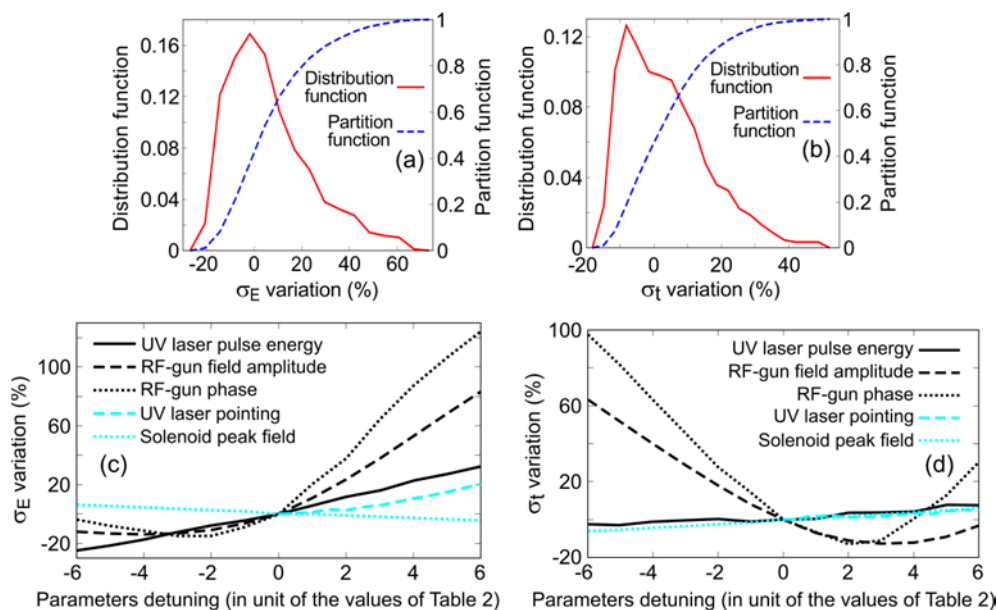 Distribution function
0.16
0.12
0.08
0.04
0
-20
0
20
40
60
σE variation (%)
1
0.8
0.6
0.4
0.2
0
Partition function
Distribution
function
Partition
function
(a)
Distribution function
0.12
0.08
0.04
0
-20
0
20
40
σt variation (%)
1
0.8
0.6
0.4
0.2
0
Partition function
Distribution
function
Partition
function
(b)
σE variation (%)
100
60
20
-20
-6
-4
-2
0
2
4
6
UV laser pulse energy
RF-gun field amplitude
RF-gun phase
UV laser pointing
Solenoid peak field
(c)
Parameters detuning (in unit of the values of Table 2)
σt variation (%)
100
60
20
-20
-6
-4
-2
0
2
4
6
UV laser pulse energy
RF-gun field amplitude
RF-gun phase
UV laser pointing
Solenoid peak field
(d)
Parameters detuning (in unit of the values of Table 2)